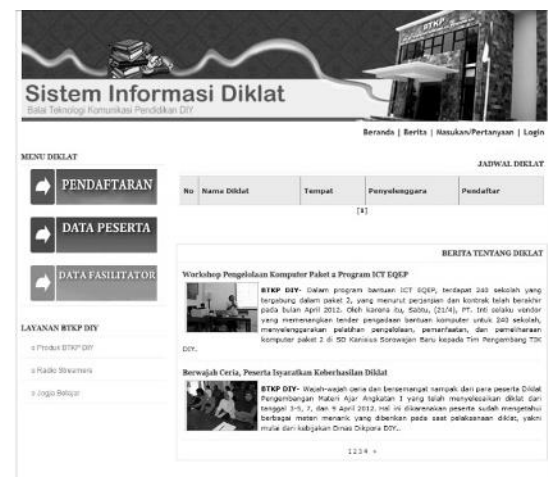 BTKP
Sistem Informasi Diklat
Balai Teknologi Komunikasi Pendidikan DIY
Beranda | Berita | Masukan/Pertanyaan | Login
MENU DIKLAT
PENDAFTARAN
DATA PESERTA
DATA FASILITATOR
LAYANAN BTKP DIY
Produk BTKP DIY
Radio Streamers
Jogja Belajar
JADWAL DIKLAT
No Nama Diklat Tempat Penyelenggara Pendaftar
[1]
BERITA TENTANG DIKLAT
Workshop Pengelolaan Komputer Paket a Program ICT EQEP
BTKP DIY- Dalam program bantuan ICT EQEP, terdapat 240 sekolah yang
tergabung dalam paket 2, yang menurut perjanjian dan kontrak telah berakhir
pada bulan April 2012. Oleh karena itu, Sabtu, (21/4), PT. Inti selaku vendor
yang memenangkan tender pengadaan bantuan komputer untuk 240 sekolah,
menyelenggarakan pelatihan pengelolaan, pemanfaatan, dan pemeliharaan
komputer paket 2 di SD Kanisius Sorowajan Baru kepada Tim Pengembang TIK
DIY.
Berwajah Ceria, Peserta Isyaratkan Keberhasilan Diklat
BTKP DIY- Wajah-wajah ceria dan bersemangat nampak dari para peserta Diklat
Pengembangan Materi Ajar Angkatan I yang telah menyelesaikan diklat dari
tanggal 3-5, 7, dan 9 April 2012. Hal ini dikarenakan peserta sudah mengetahui
berbagai materi menarik yang diberikan pada saat pelaksanaan diklat, yakni
mulai dari kebijakan Dinas Dikpora DIY..
1 2 3 4 »